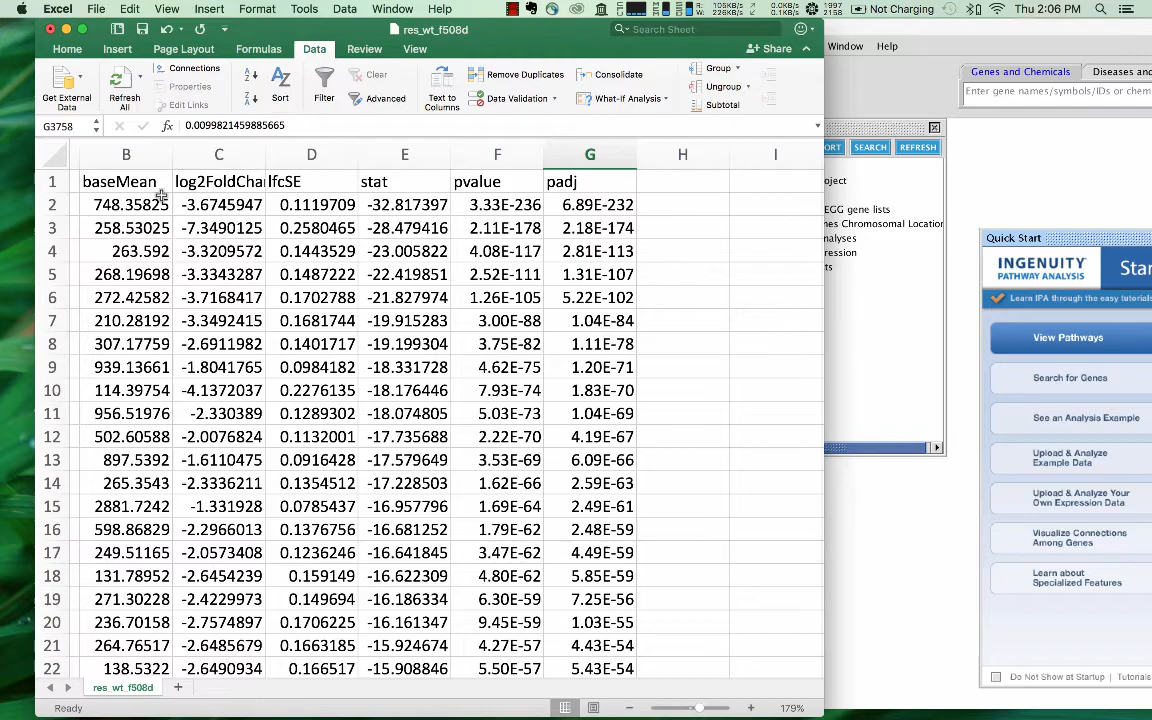 Excel File Edit View Insert Format Tools Data Window Help
105KB/s 226KB/s 0.0KB/s 0.1KB/s 1997 2158 Not Charging Thu 2:06 PM
res_wt_f508d
Search Sheet
Home Insert Page Layout Formulas Data Review View
Share
Get External Data
Refresh All
Connections
Properties
Edit Links
Sort
Filter
Clear
Advanced
Text to Columns
Remove Duplicates
Data Validation
Consolidate
What-If Analysis
Group
Ungroup
Subtotal
G3758 fx 0.0099821459885665
B C D E F G H I
1 baseMean log2FoldChan lfcSE stat pvalue padj
2 748.35825 -3.6745947 0.1119709 -32.817397 3.33E-236 6.89E-232
3 258.53025 -7.3490125 0.2580465 -28.479416 2.11E-178 2.18E-174
4 263.592 -3.3209572 0.1443529 -23.005822 4.08E-117 2.81E-113
5 268.19698 -3.3343287 0.1487222 -22.419851 2.52E-111 1.31E-107
6 272.42582 -3.7168417 0.1702788 -21.827974 1.26E-105 5.22E-102
7 210.28192 -3.3492415 0.1681744 -19.915283 3.00E-88 1.04E-84
8 307.17759 -2.6911982 0.1401717 -19.199304 3.75E-82 1.11E-78
9 939.13661 -1.8041765 0.0984182 -18.331728 4.62E-75 1.20E-71
10 114.39754 -4.1372037 0.2276135 -18.176446 7.93E-74 1.83E-70
11 956.51976 -2.330389 0.1289302 -18.074805 5.03E-73 1.04E-69
12 502.60588 -2.0076824 0.1132001 -17.735688 2.22E-70 4.19E-67
13 897.5392 -1.6110475 0.0916428 -17.579649 3.53E-69 6.09E-66
14 265.3543 -2.3336211 0.1354512 -17.228503 1.62E-66 2.59E-63
15 2881.7242 -1.331928 0.0785437 -16.957796 1.69E-64 2.49E-61
16 598.86829 -2.2966013 0.1376756 -16.681252 1.79E-62 2.48E-59
17 249.51165 -2.0573408 0.1236246 -16.641845 3.47E-62 4.49E-59
18 131.78952 -2.6454239 0.159149 -16.622309 4.80E-62 5.85E-59
19 271.30228 -2.4229973 0.149694 -16.186334 6.30E-59 7.25E-56
20 236.70158 -2.7574897 0.1706225 -16.161347 9.45E-59 1.03E-55
21 264.76517 -2.6485679 0.1663185 -15.924674 4.27E-57 4.43E-54
22 138.5322 -2.6490934 0.166517 -15.908846 5.50E-57 5.43E-54
res_wt_f508d
Ready
179%
Window Help
Genes and Chemicals Diseases and
Enter gene names/symbols/IDs or chem
ORT SEARCH REFRESH
oject
EGG gene lists
nes Chromosomal Location
nalyses
ression
ts
Quick Start
INGENUITY
PATHWAY ANALYSIS
Star
Learn IPA through the easy tutorials
View Pathways
Search for Genes
See an Analysis Example
Upload & Analyze
Example Data
Upload & Analyze Your
Own Expression Data
Visualize Connections
Among Genes
Learn about
Specialized Features
Do Not Show at Startup | Tutorials